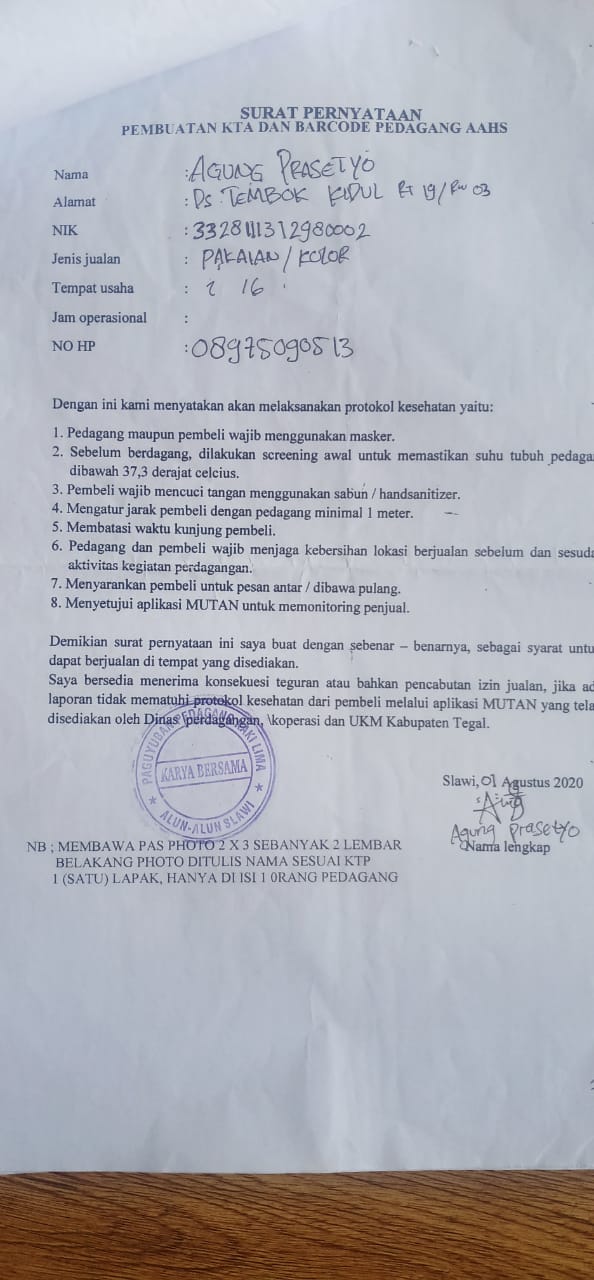 SURAT PERNYATAAN
PEMBUATAN KTA DAN BARCODE PEDAGANG AAHS
Nama : AGUNG PRASETYO
Alamat : Ds. TEMBOK KIDUL Rt 19/Rw 03
NIK : 3328111312980002
Jenis jualan : PAKAIAN / KOLOR
Tempat usaha : 2 16
Jam operasional :
NO HP : 08975090513
Dengan ini kami menyatakan akan melaksanakan protokol kesehatan yaitu:
1. Pedagang maupun pembeli wajib menggunakan masker.
2. Sebelum berdagang, dilakukan screening awal untuk memastikan suhu tubuh pedaga
dibawah 37,3 derajat celcius.
3. Pembeli wajib mencuci tangan menggunakan sabun / handsanitizer.
4. Mengatur jarak pembeli dengan pedagang minimal 1 meter.
5. Membatasi waktu kunjung pembeli.
6. Pedagang dan pembeli wajib menjaga kebersihan lokasi berjualan sebelum dan sesuda
aktivitas kegiatan perdagangan.
7. Menyarankan pembeli untuk pesan antar / dibawa pulang.
8. Menyetujui aplikasi MUTAN untuk memonitoring penjual.
Demikian surat pernyataan ini saya buat dengan sebenar – benarnya, sebagai syarat untu
dapat berjualan di tempat yang disediakan.
Saya bersedia menerima konsekuesi teguran atau bahkan pencabutan izin jualan, jika ad
laporan tidak mematuhi protokol kesehatan dari pembeli melalui aplikasi MUTAN yang tela
disediakan oleh Dinas perdagangan, \koperasi dan UKM Kabupaten Tegal.
PAGUYUBAN PEDAGANG KAKI LIMA
KARYA BERSAMA
ALUN-ALUN SLAWI
Slawi, 01 Agustus 2020
Agung Prasetyo
Nama lengkap
NB ; MEMBAWA PAS PHOTO 2 X 3 SEBANYAK 2 LEMBAR
BELAKANG PHOTO DITULIS NAMA SESUAI KTP
1 (SATU) LAPAK, HANYA DI ISI 1 0RANG PEDAGANG